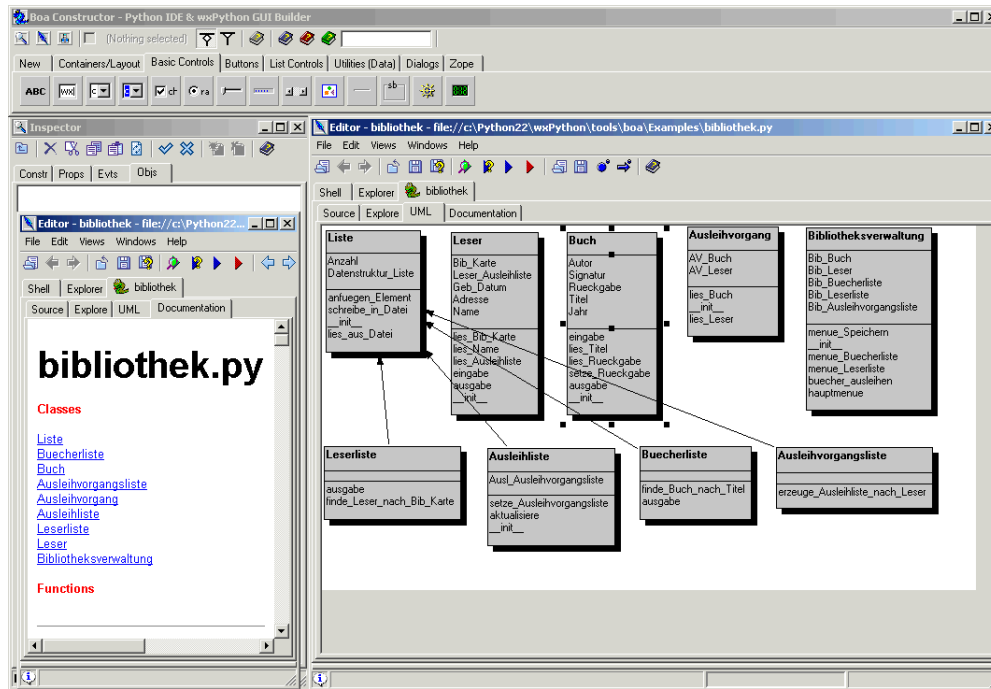 Boa Constructor - Python IDE & wxPython GUI Builder
(Nothing selected)
New Containers/Layout Basic Controls Buttons List Controls Utilities (Data) Dialogs Zope
ABC
sb
Inspector
Constr Props Evts Objs
Editor - bibliothek - file://c:\Python22...
File Edit Views Windows Help
Shell Explorer bibliothek
Source Explore UML Documentation
bibliothek.py
Classes
Liste
Buecherliste
Buch
Ausleihvorgangsliste
Ausleihvorgang
Ausleihliste
Leserliste
Leser
Bibliotheksverwaltung
Functions
Editor - bibliothek - file://c:\Python22\wxPython\tools\boa\Examples\bibliothek.py
File Edit Views Windows Help
Shell Explorer bibliothek
Source Explore UML Documentation
Liste
Anzahl
Datenstruktur_Liste
anfuegen_Element
schreibe_in_Datei
__init__
lies_aus_Datei
Leser
Bib_Karte
Leser_Ausleihliste
Geb_Datum
Adresse
Name
lies_Bib_Karte
lies_Name
lies_Ausleihliste
eingabe
ausgabe
__init__
Buch
Autor
Signatur
Rueckgabe
Titel
Jahr
eingabe
lies_Titel
lies_Rueckgabe
setze_Rueckgabe
ausgabe
__init__
Ausleihvorgang
AV_Buch
AV_Leser
lies_Buch
__init__
lies_Leser
Bibliotheksverwaltung
Bib_Buch
Bib_Leser
Bib_Buecherliste
Bib_Leserliste
Bib_Ausleihvorgangsliste
menue_Speichern
__init__
menue_Buecherliste
menue_Leserliste
buecher_ausleihen
hauptmenue
Leserliste
ausgabe
finde_Leser_nach_Bib_Karte
Ausleihliste
Ausl_Ausleihvorgangsliste
setze_Ausleihvorgangsliste
aktualisiere
__init__
Buecherliste
finde_Buch_nach_Titel
ausgabe
Ausleihvorgangsliste
erzeuge_Ausleihliste_nach_Leser